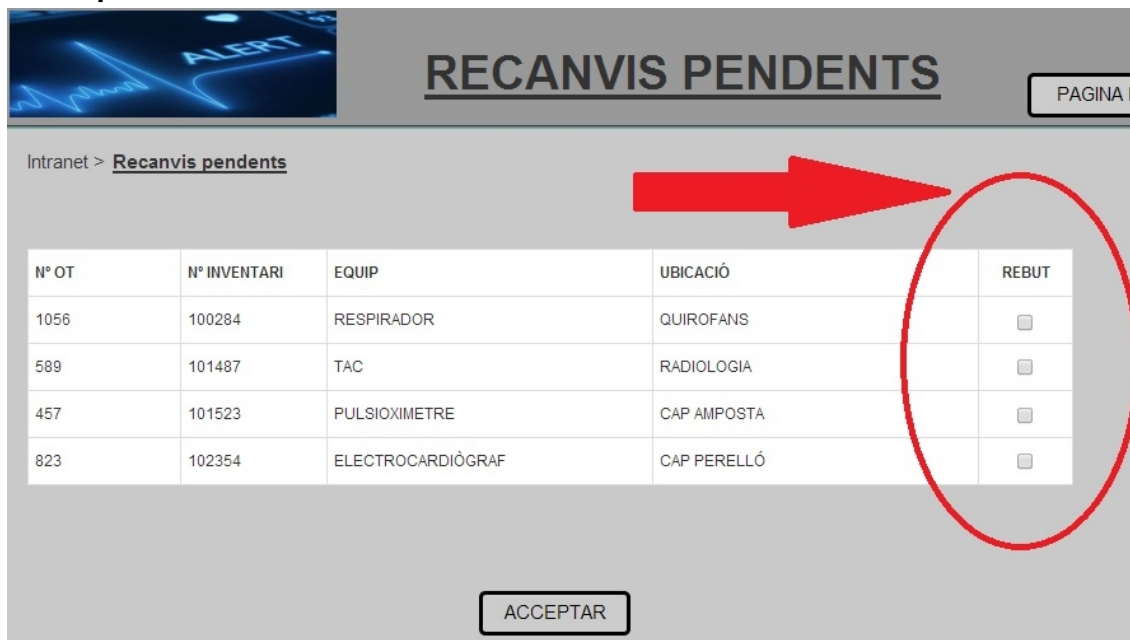 ALERT
RECANVIS PENDENTS
PAGINA
Intranet > Recanvis pendents
Nº OT Nº INVENTARI EQUIP UBICACIÓ REBUT
1056 100284 RESPIRADOR QUIROFANS
589 101487 TAC RADIOLOGIA
457 101523 PULSIOXIMETRE CAP AMPOSTA
823 102354 ELECTROCARDIÒGRAF CAP PERELLÓ
ACCEPTAR